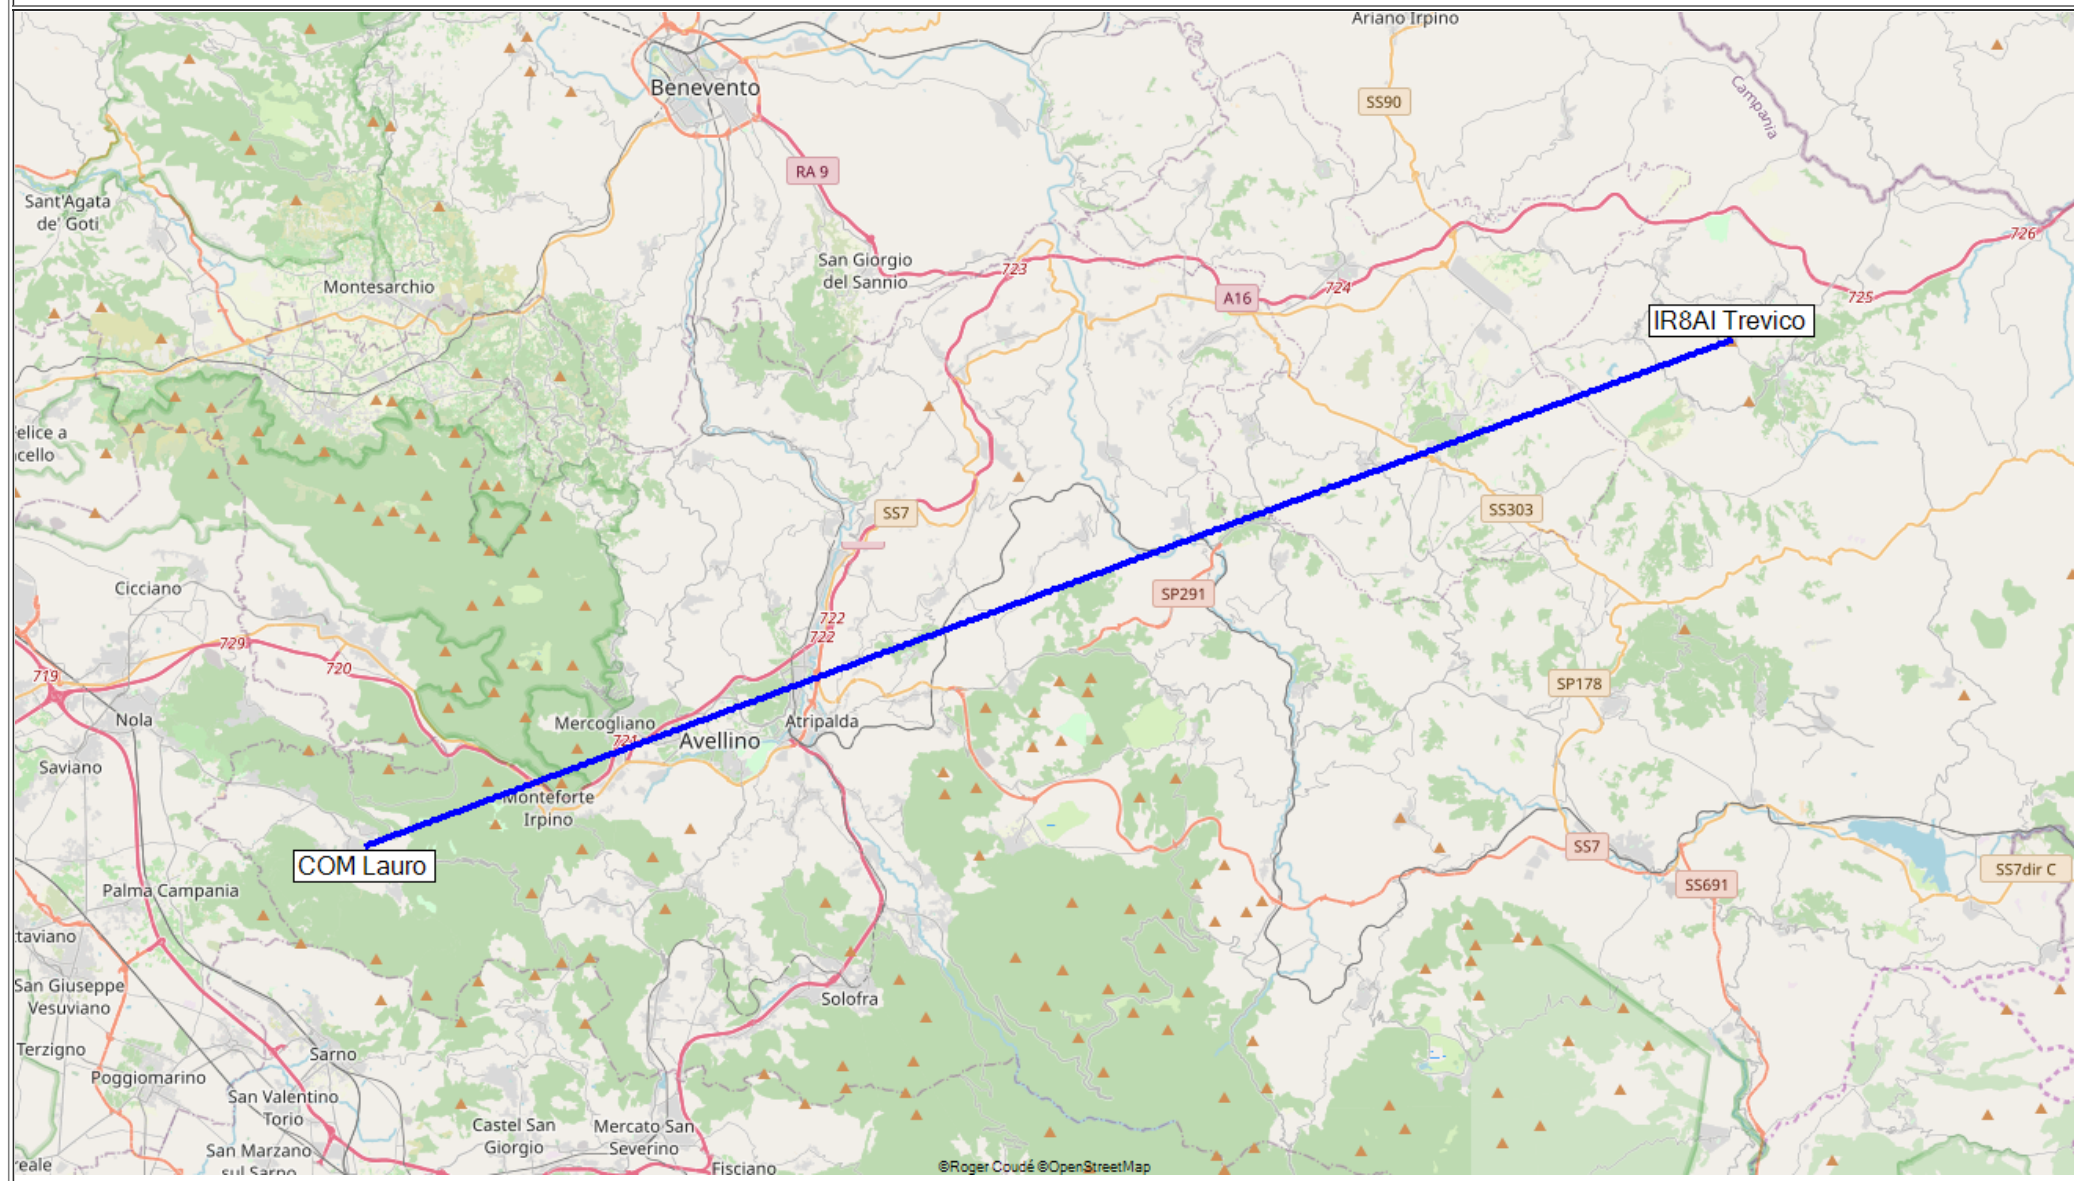 Ariano Irpino
Benevento
SS90
Campania
RA 9
Sant'Agata
de' Goti
726
San Giorgio
del Sannio
723
Montesarchio
A16
724
725
IR8AI Trevico
elice a
cello
SS7
SS303
Cicciano
SP291
722
722
729
720
719
SP178
Nola
Mercogliano
Atripalda
721
Avellino
Saviano
Monteforte
Irpino
SS7
COM Lauro
SS7dir C
SS691
Palma Campania
ttaviano
San Giuseppe
Vesuviano
Solofra
Terzigno
Sarno
Poggiomarino
San Valentino
Torio
Castel San
Giorgio
Mercato San
Severino
San Marzano
sul Sarno
reale
Fisciano
©Roger Coudé ©OpenStreetMap